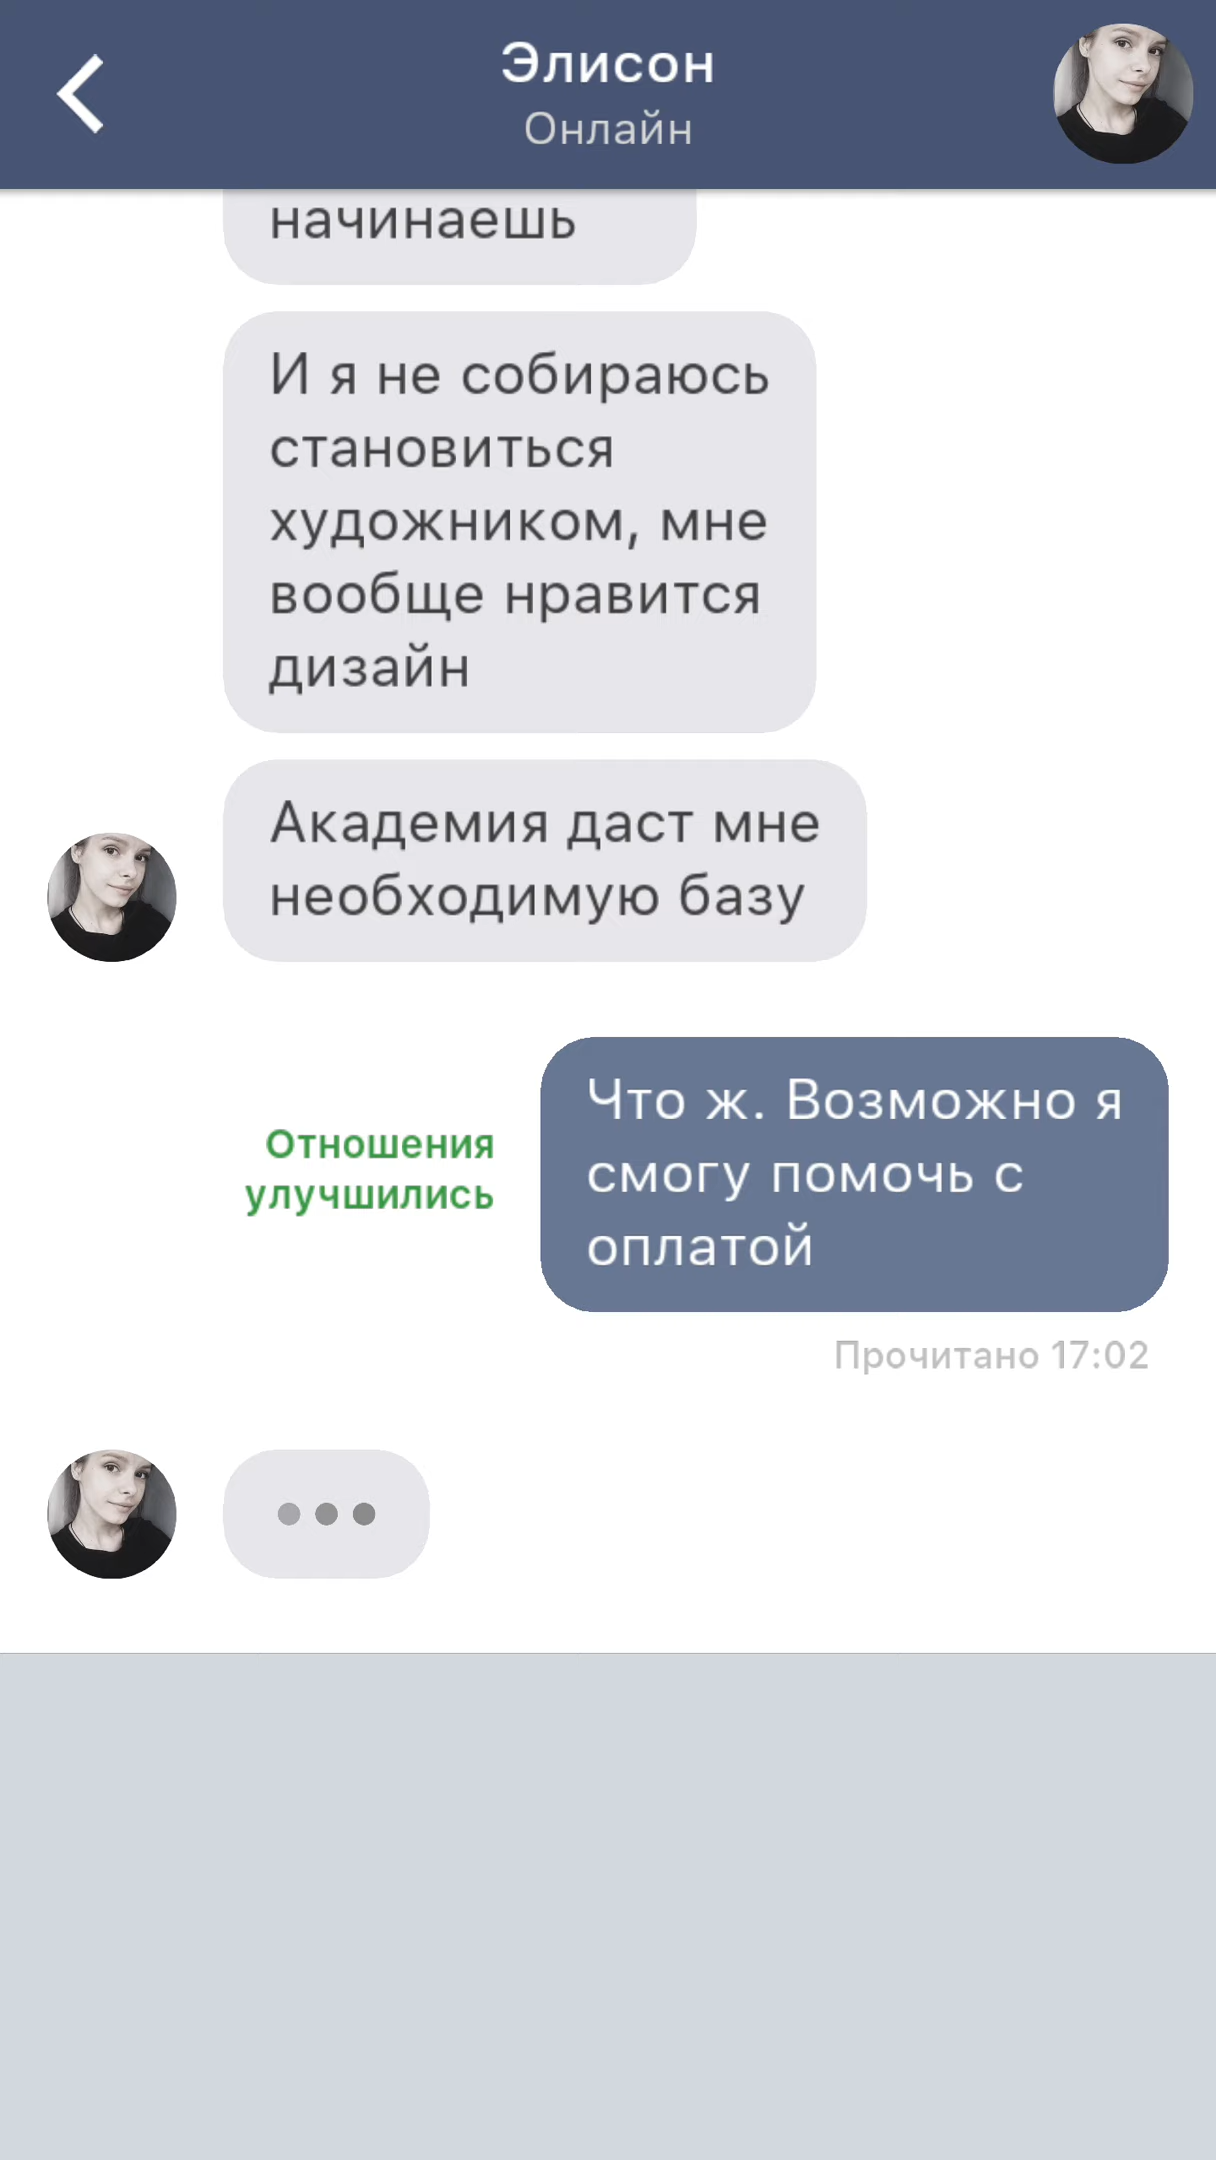 Элисон
Онлайн
начинаешь
И я не собираюсь
становиться
художником, мне
вообще нравится
дизайн
Академия даст мне
необходимую базу
Что ж. Возможно я
смогу помочь с
оплатой
Отношения
улучшились
Прочитано 17:02